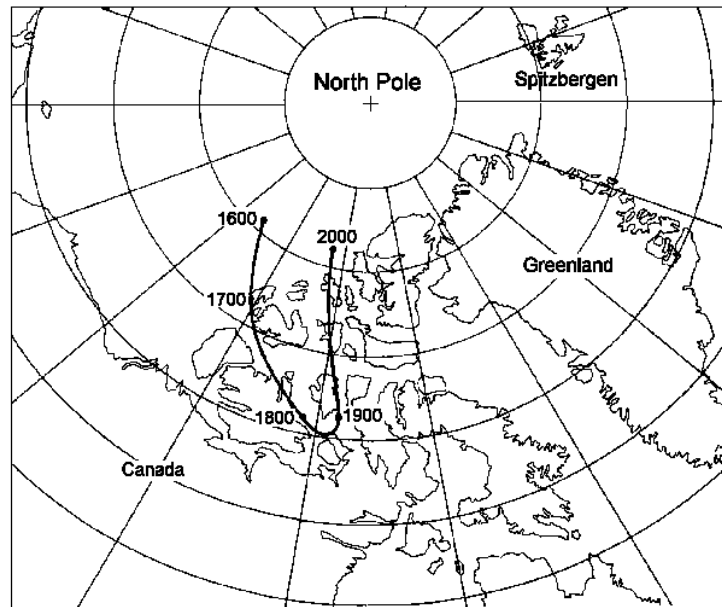 North Pole
Spitzbergen
1600
2000
Greenland
1700
1800
1900
Canada